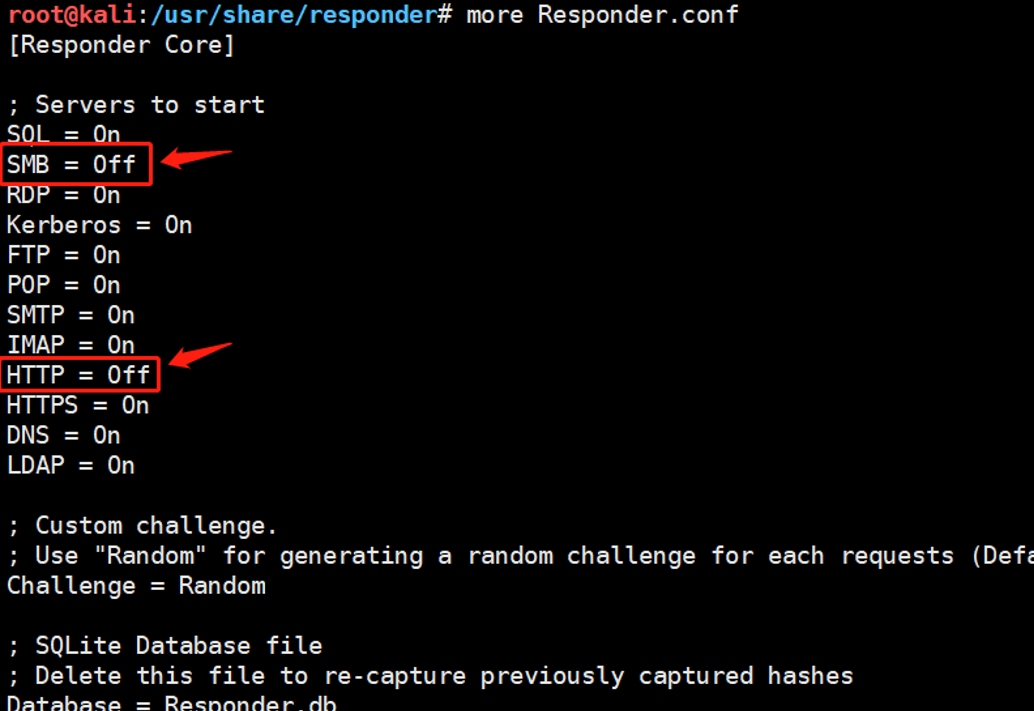 root@kali:/usr/share/responder# more Responder.conf
[Responder Core]
; Servers to start
SQL = On
SMB = Off
RDP = On
Kerberos = On
FTP = On
POP = On
SMTP = On
IMAP = On
HTTP = Off
HTTPS = On
DNS = On
LDAP = On
; Custom challenge.
; Use "Random" for generating a random challenge for each requests (Defa
Challenge = Random
; SQLite Database file
; Delete this file to re-capture previously captured hashes
Database = Responder.db